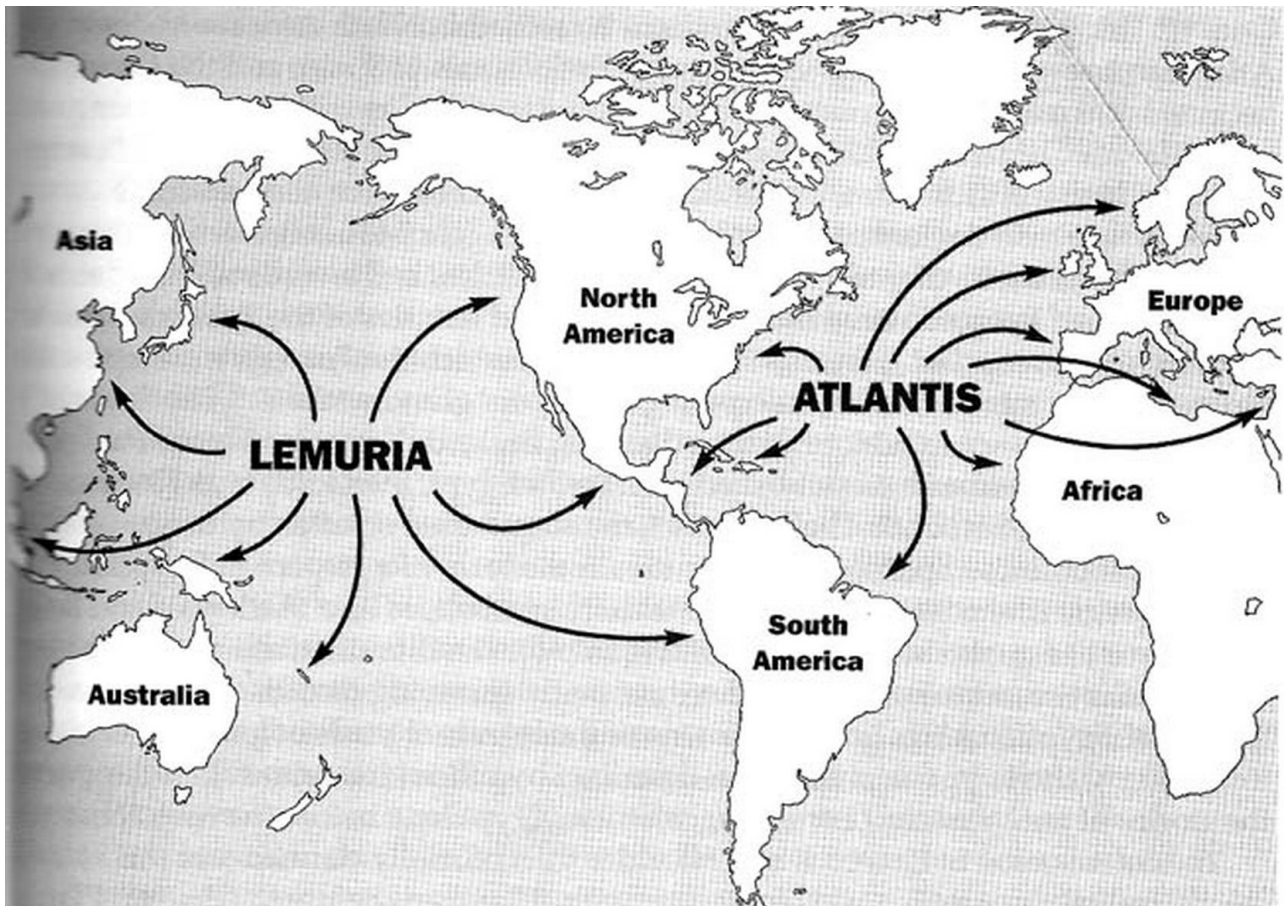 Asia
North
America
Europe
ATLANTIS
LEMURIA
Africa
South
America
Australia